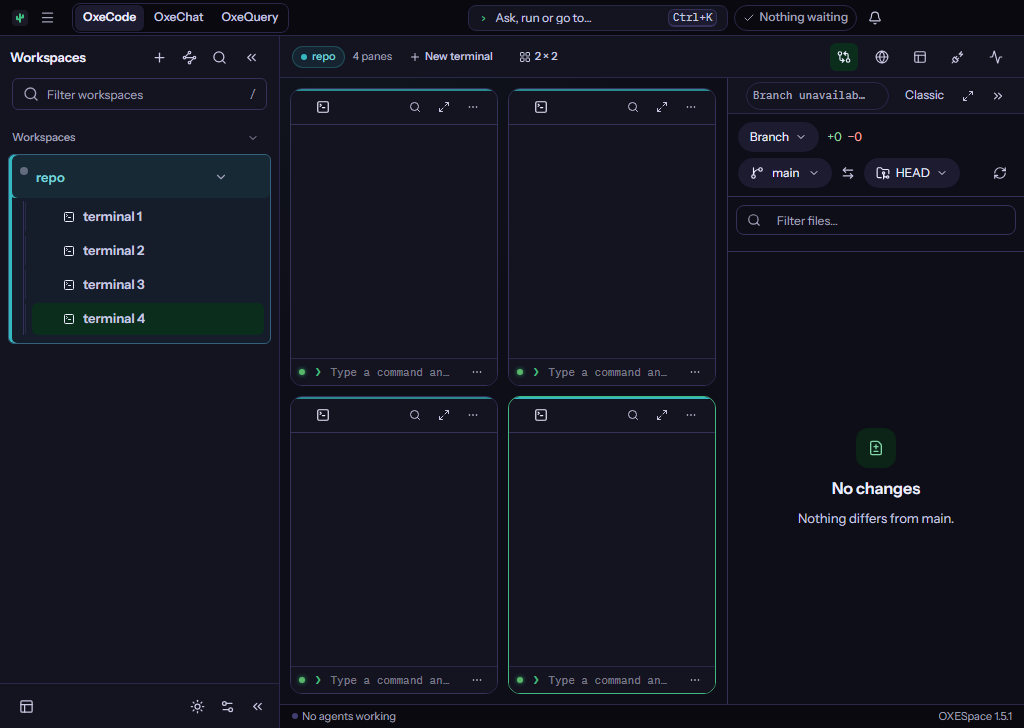 OxeCode OxeChat OxeQuery
Ask, run or go to... Ctrl+K
Nothing waiting
Workspaces
Filter workspaces /
Workspaces
repo
terminal 1
terminal 2
terminal 3
terminal 4
repo 4 panes New terminal 2×2
Type a command an…
Type a command an…
Type a command an…
Type a command an…
Branch unavailab… Classic
Branch +0 −0
main HEAD
Filter files...
No changes
Nothing differs from main.
No agents working
OXESpace 1.5.1